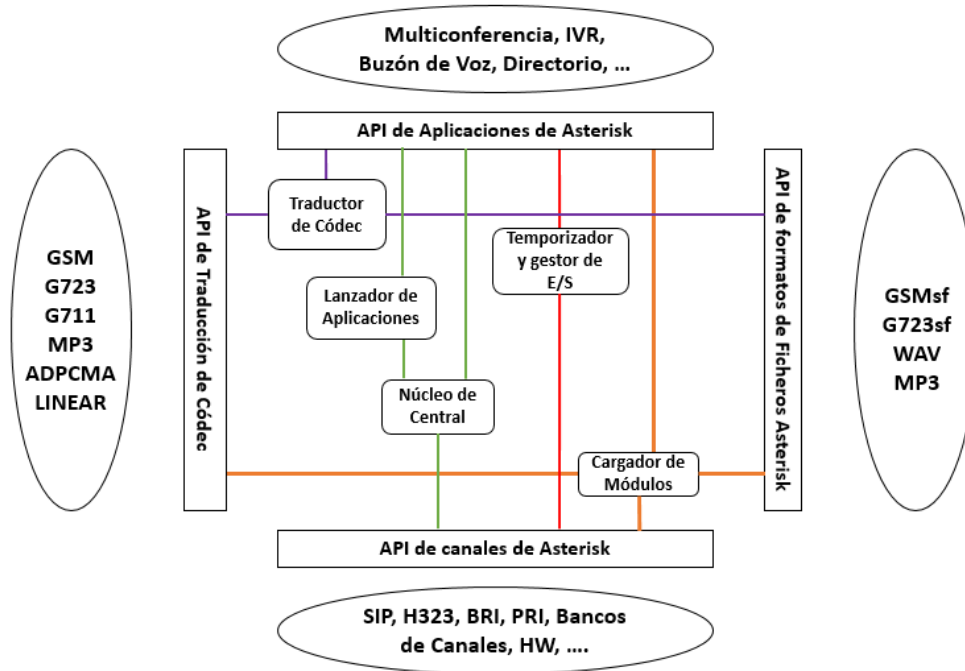 Multiconferencia, IVR,
Buzón de Voz, Directorio, ...
API de Aplicaciones de Asterisk
API de Traducción de Códec
API de formatos de Ficheros Asterisk
Traductor
de Códec
Temporizador
y gestor de
E/S
GSM
G723
G711
MP3
ADPCMA
LINEAR
Lanzador de
Aplicaciones
GSMsf
G723sf
WAV
MP3
Núcleo de
Central
Cargador de
Módulos
API de canales de Asterisk
SIP, H323, BRI, PRI, Bancos
de Canales, HW, ....